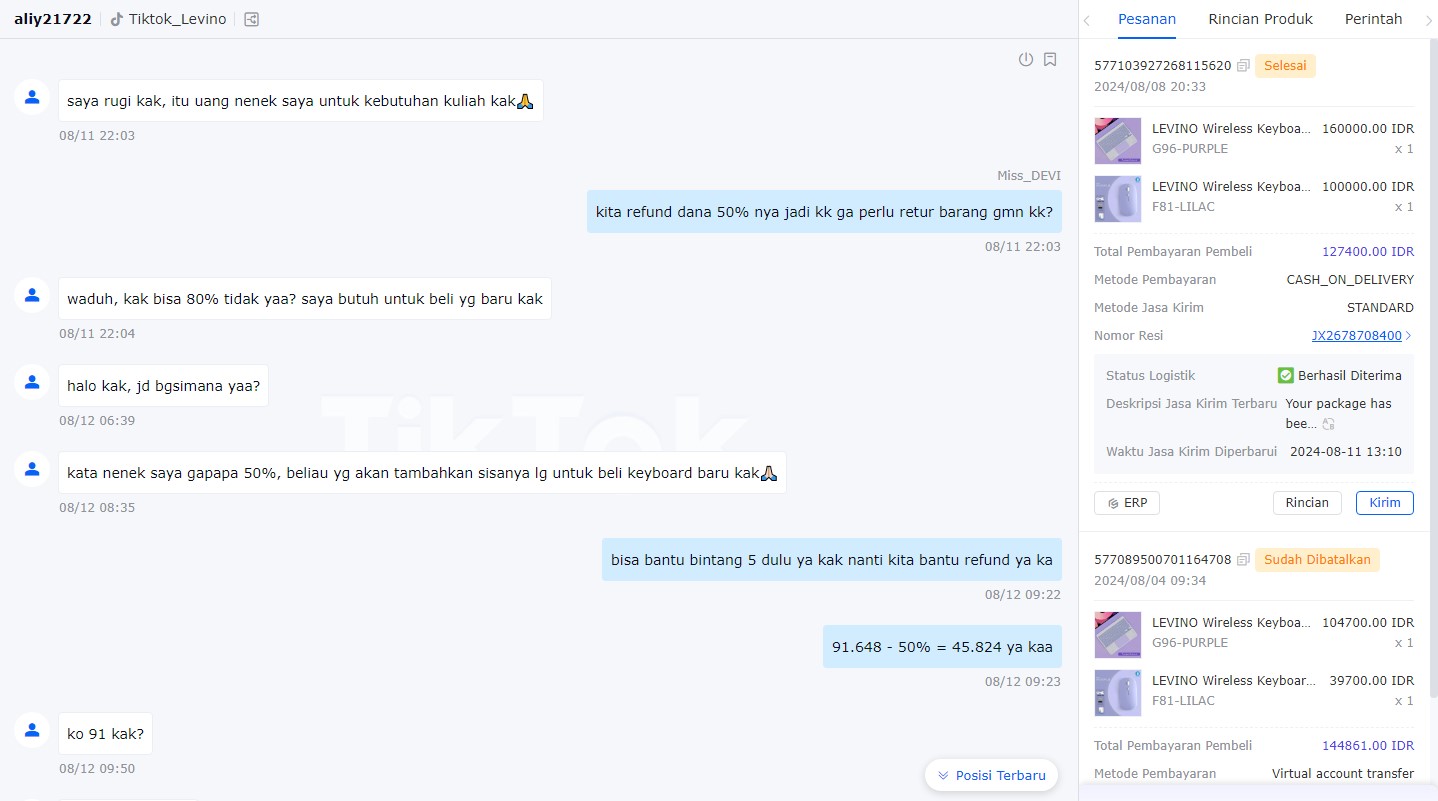 aliy21722
Tiktok_Levino
saya rugi kak, itu uang nenek saya untuk kebutuhan kuliah kak🙏
08/11 22:03
Miss_DEVI
kita refund dana 50% nya jadi kk ga perlu retur barang gmn kk?
08/11 22:03
waduh, kak bisa 80% tidak yaa? saya butuh untuk beli yg baru kak
08/11 22:04
halo kak, jd bgsimana yaa?
08/12 06:39
TikTok
kata nenek saya gapapa 50%, beliau yg akan tambahkan sisanya lg untuk beli keyboard baru kak🙏🏻
08/12 08:35
bisa bantu bintang 5 dulu ya kak nanti kita bantu refund ya ka
08/12 09:22
91.648 - 50% = 45.824 ya kaa
08/12 09:23
ko 91 kak?
08/12 09:50
Posisi Terbaru
Pesanan Rincian Produk Perintah
577103927268115620 Selesai
2024/08/08 20:33
LEVINO Wireless Keyboa... 160000.00 IDR
G96-PURPLE x 1
LEVINO Wireless Keyboa... 100000.00 IDR
F81-LILAC x 1
Total Pembayaran Pembeli 127400.00 IDR
Metode Pembayaran CASH_ON_DELIVERY
Metode Jasa Kirim STANDARD
Nomor Resi JX2678708400
Status Logistik Berhasil Diterima
Deskripsi Jasa Kirim Terbaru Your package has
bee...
Waktu Jasa Kirim Diperbarui 2024-08-11 13:10
ERP Rincian Kirim
577089500701164708 Sudah Dibatalkan
2024/08/04 09:34
LEVINO Wireless Keyboa... 104700.00 IDR
G96-PURPLE x 1
LEVINO Wireless Keyboar... 39700.00 IDR
F81-LILAC x 1
Total Pembayaran Pembeli 144861.00 IDR
Metode Pembayaran Virtual account transfer